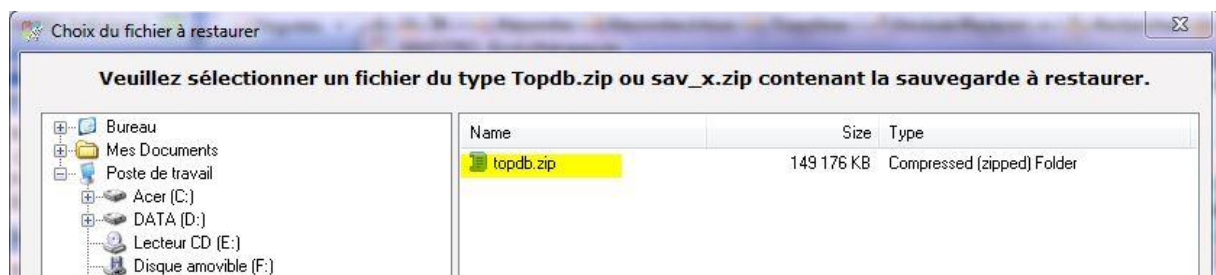 Choix du fichier à restaurer
Veuillez sélectionner un fichier du type Topdb.zip ou sav_x.zip contenant la sauvegarde à restaurer.
Bureau
Mes Documents
Poste de travail
Acer (C:)
DATA (D:)
Lecteur CD (E:)
Disque amovible (F:)
Name Size Type
topdb.zip 149 176 KB Compressed (zipped) Folder